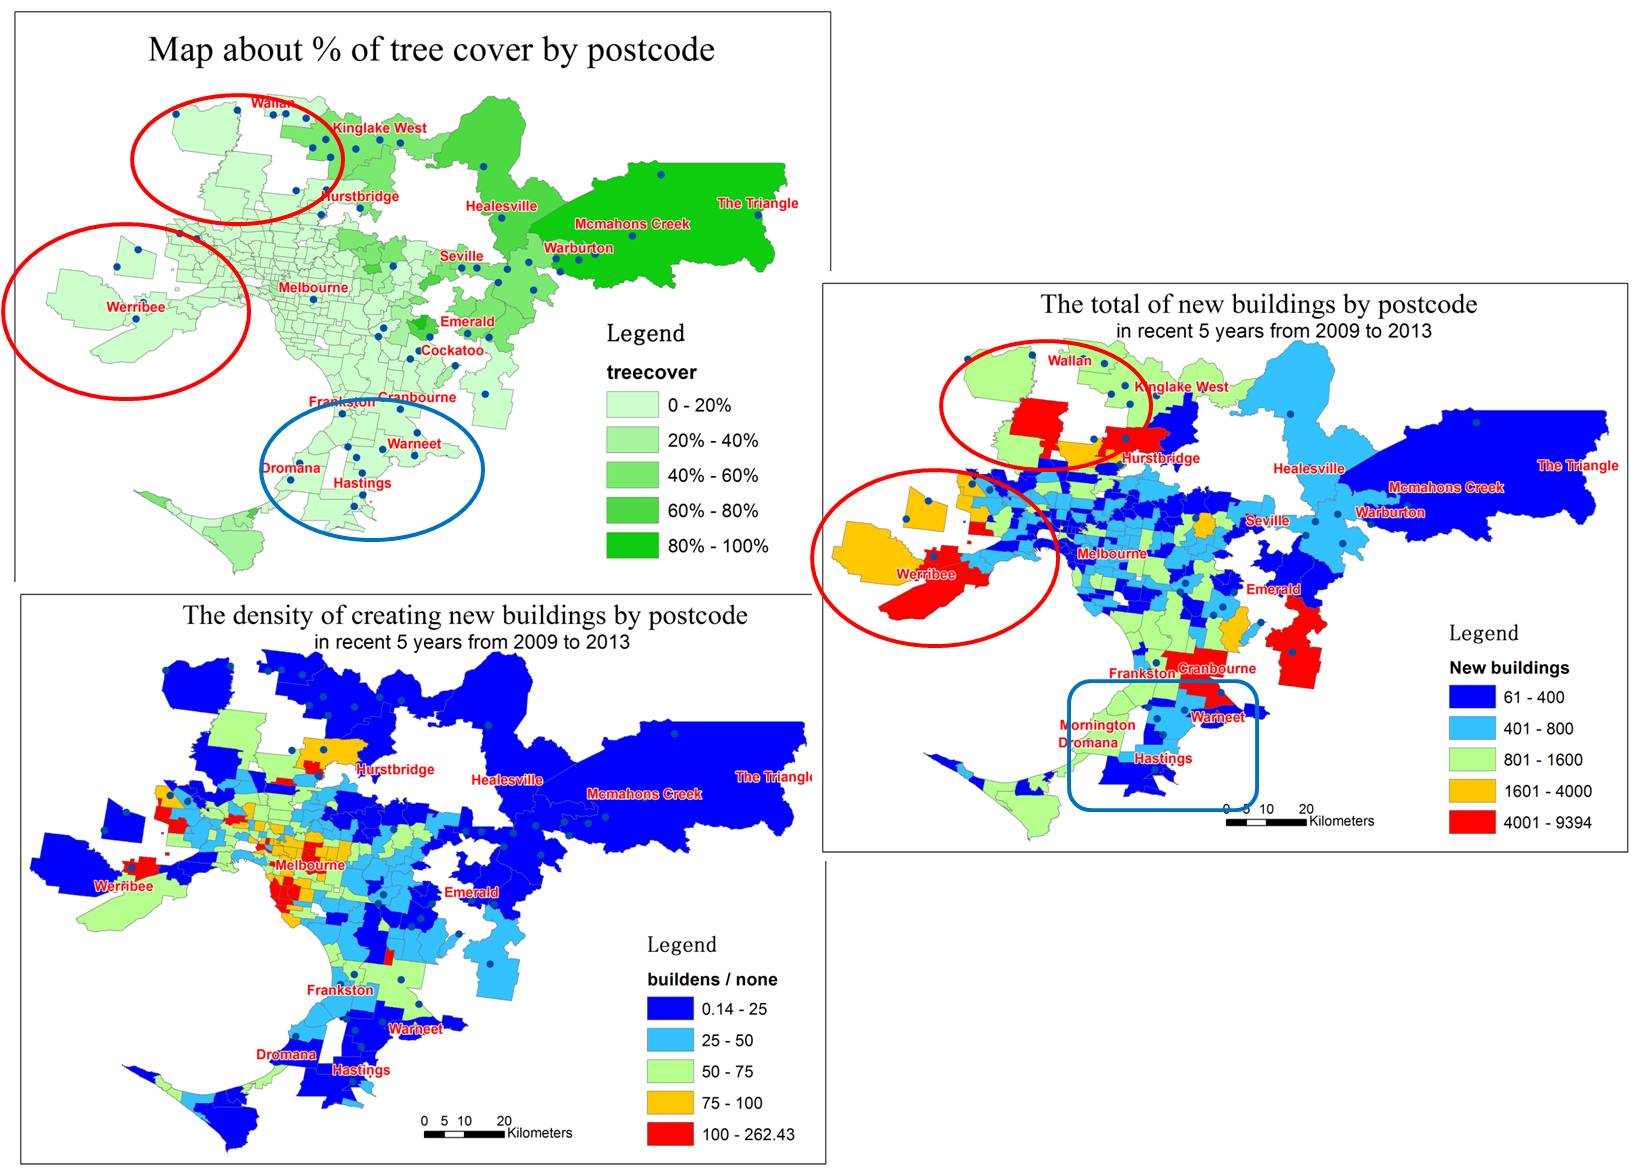 Map about % of tree cover by postcode
Wallan
Kinglake West
Hurstbridge
Healesville
The Triangle
Mcmahons Creek
Warburton
Seville
Melbourne
Werribee
Emerald
Cockatoo
Cranbourne
Frankston
Warneet
Dromana
Hastings
Legend
treecover
0 - 20%
20% - 40%
40% - 60%
60% - 80%
80% - 100%
The total of new buildings by postcode
in recent 5 years from 2009 to 2013
Wallan
Kinglake West
Hurstbridge
Healesville
The Triangle
Mcmahons Creek
Warburton
Seville
Melbourne
Werribee
Emerald
Frankston
Cranbourne
Warneet
Mornington
Dromana
Hastings
0 5 10 20
Kilometers
Legend
New buildings
61 - 400
401 - 800
801 - 1600
1601 - 4000
4001 - 9394
The density of creating new buildings by postcode
in recent 5 years from 2009 to 2013
Hurstbridge
Healesville
The Triangle
Mcmahons Creek
Melbourne
Werribee
Emerald
Frankston
Warneet
Dromana
Hastings
0 5 10 20
Kilometers
Legend
buildens / none
0.14 - 25
25 - 50
50 - 75
75 - 100
100 - 262.43